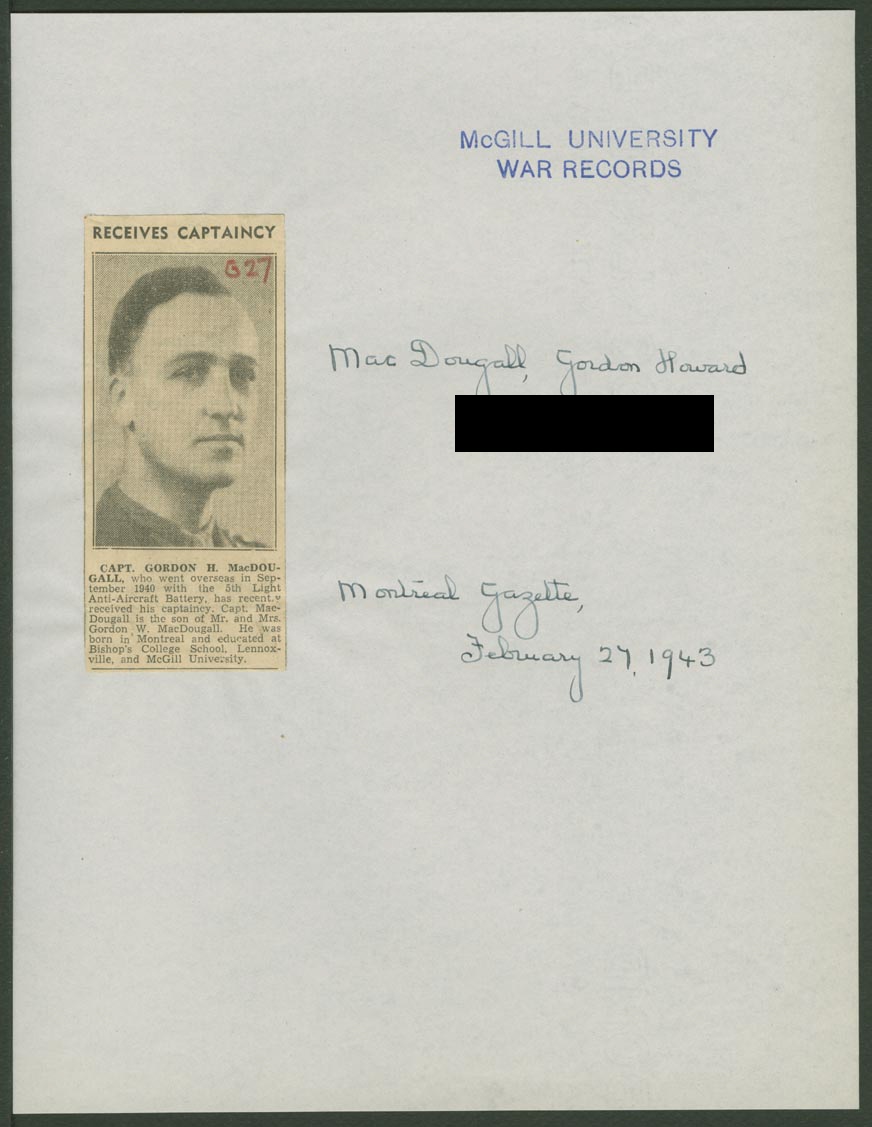 McGILL UNIVERSITY
WAR RECORDS
RECEIVES CAPTAINCY
G27
Mac Dougall, Gordon Howard
CAPT. GORDON H. MacDOU-
GALL, who went overseas in Sep-
tember 1940 with the 5th Light
Anti-Aircraft Battery, has recently
received his captaincy. Capt. Mac-
Dougall is the son of Mr. and Mrs.
Gordon W. MacDougall. He was
born in Montreal and educated at
Bishop's College School, Lennox-
ville, and McGill University.
Montreal Gazette,
February 27, 1943